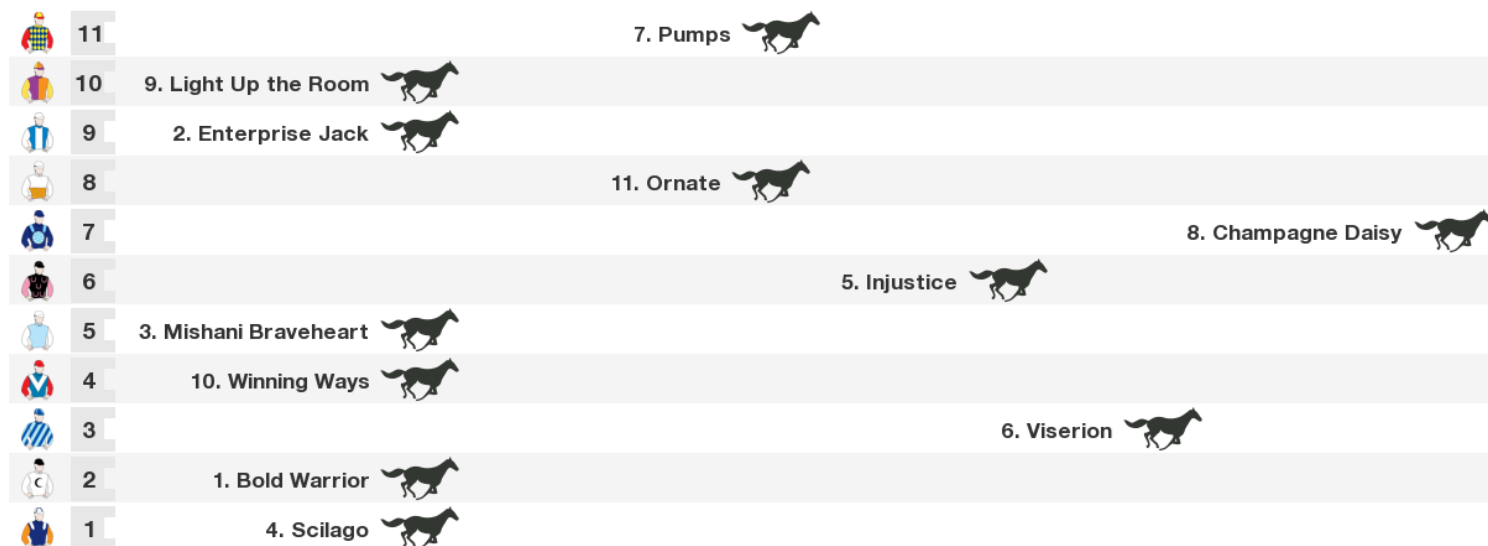 11 7. Pumps
10 9. Light Up the Room
9 2. Enterprise Jack
8 11. Ornate
7 8. Champagne Daisy
6 5. Injustice
5 3. Mishani Braveheart
4 10. Winning Ways
3 6. Viserion
2 C 1. Bold Warrior
1 4. Scilago